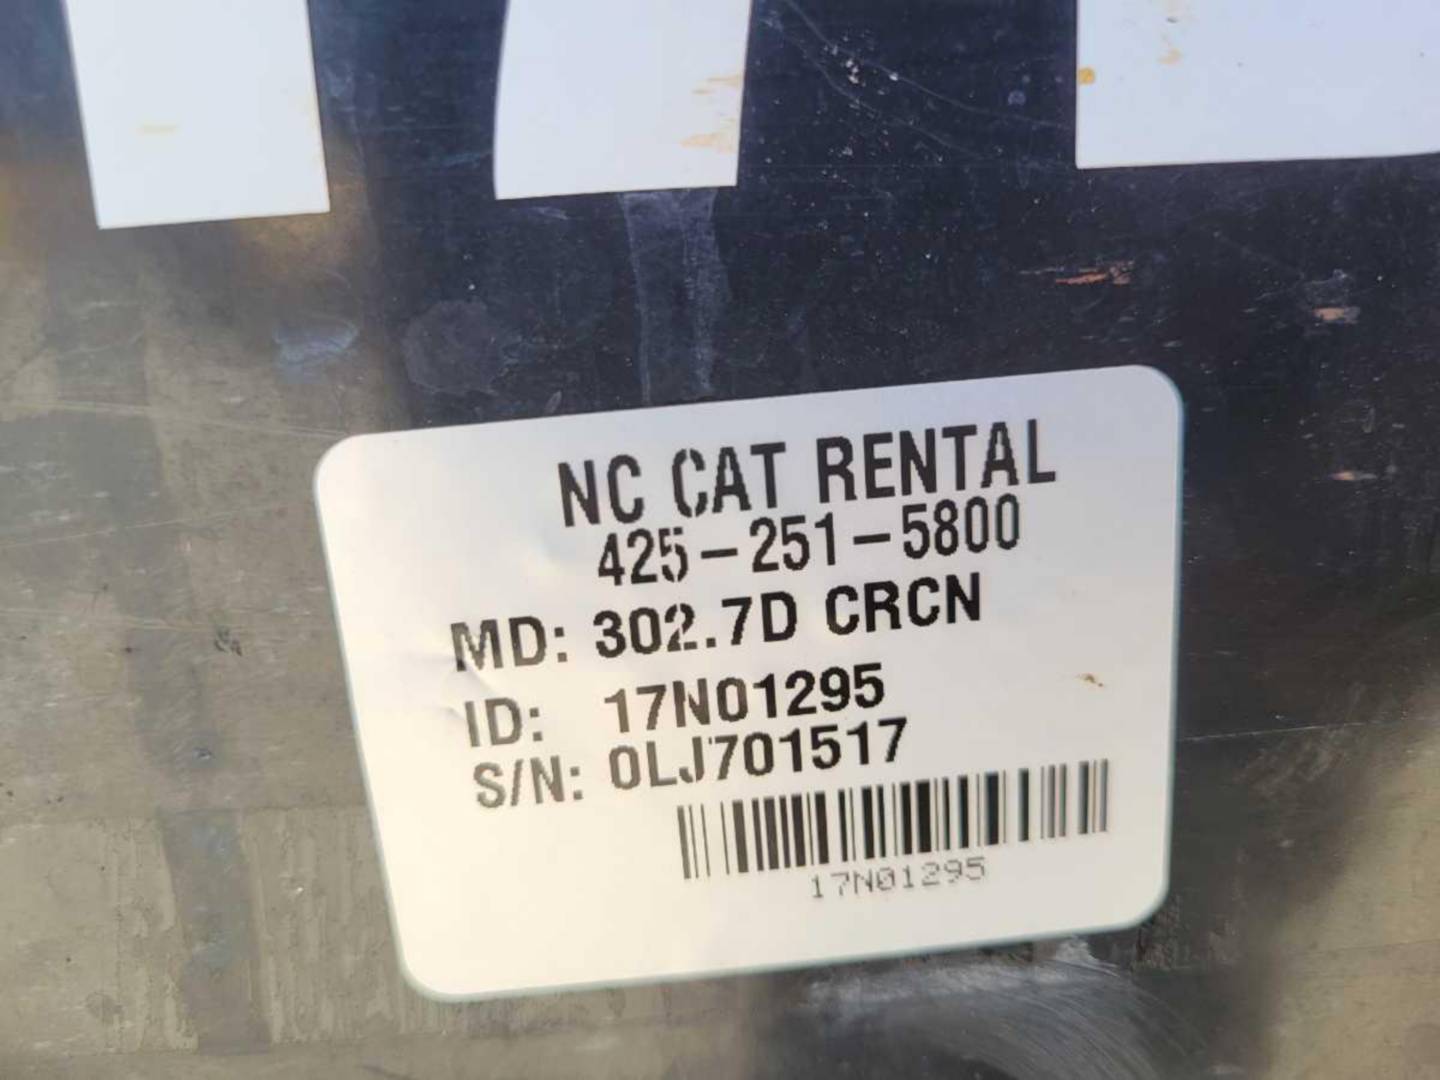 NC CAT RENTAL
425-251-5800
MD: 302.7D CRCN
ID: 17N01295
S/N: 0LJ701517
17N01295